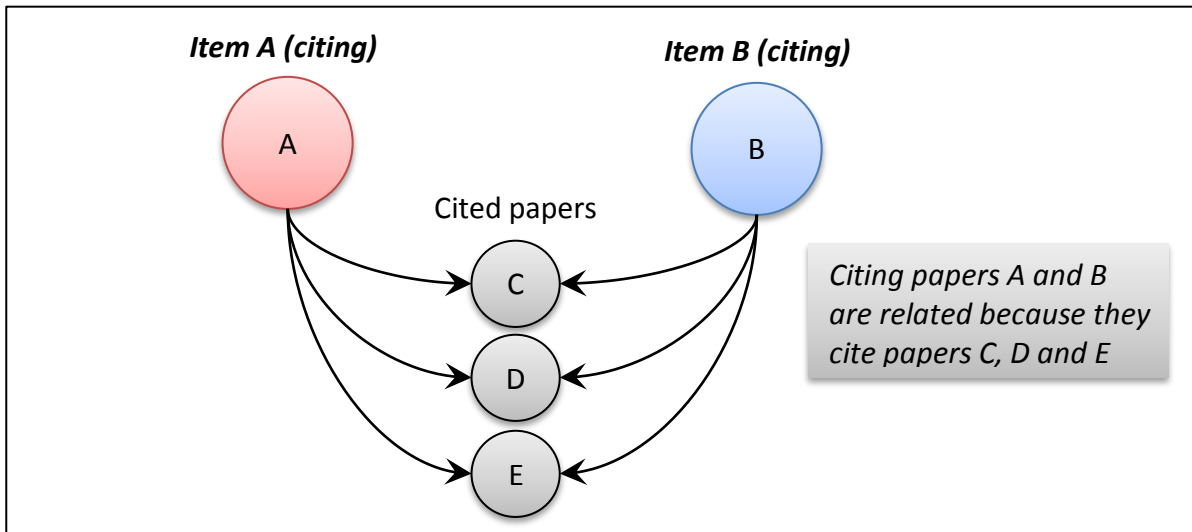 Item A (citing)
Item B (citing)
A
B
Cited papers
C
D
E
Citing papers A and B
are related because they
cite papers C, D and E